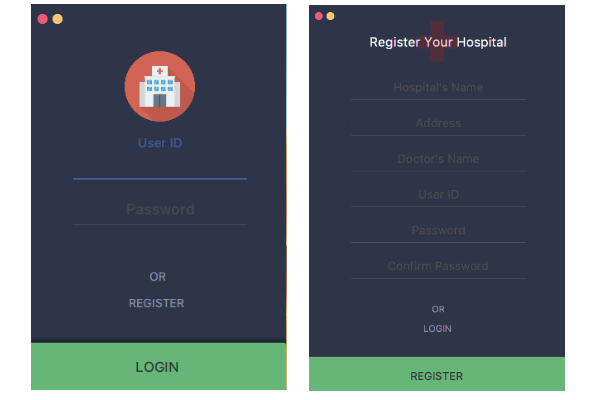 User ID
Password
OR
REGISTER
LOGIN
Register Your Hospital
Hospital's Name
Address
Doctor's Name
User ID
Password
Confirm Password
OR
LOGIN
REGISTER